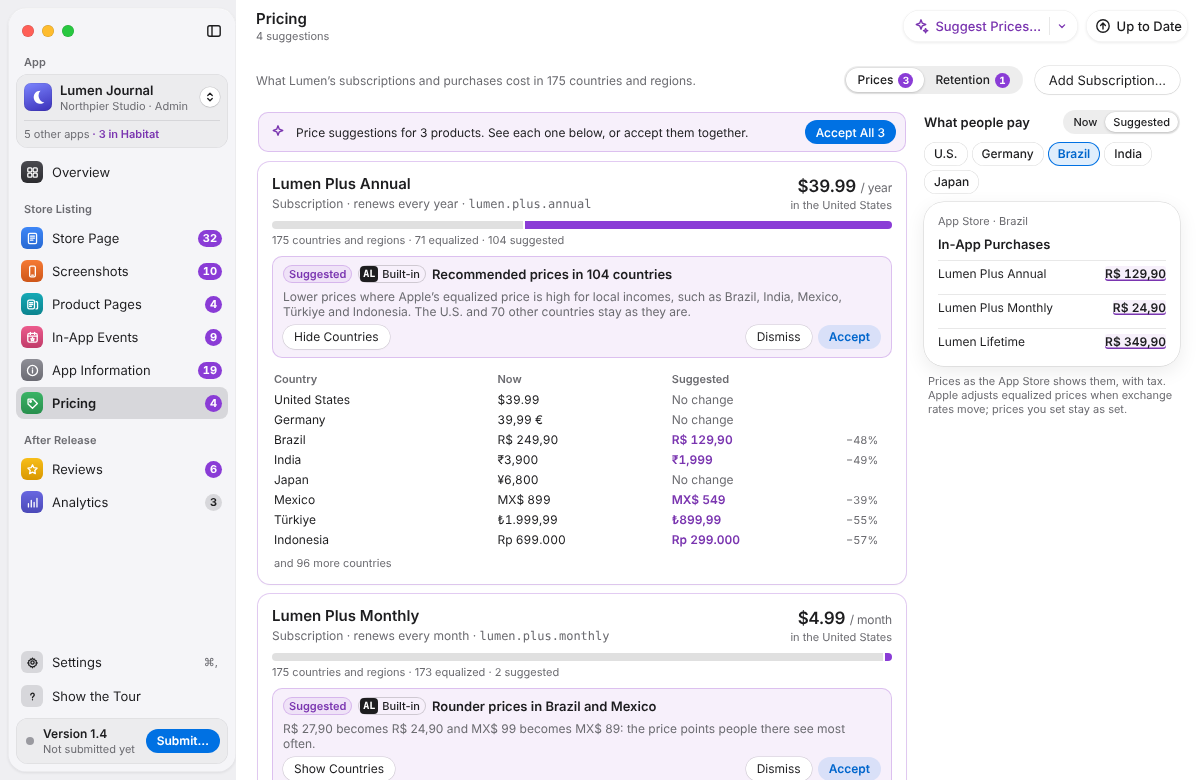 App
Lumen Journal
Northpier Studio · Admin
5 other apps · 3 in Habitat
Overview
Store Listing
Store Page 32
Screenshots 10
Product Pages 4
In-App Events 9
App Information 19
Pricing 4
After Release
Reviews 6
Analytics 3
Settings ⌘,
? Show the Tour
Version 1.4
Not submitted yet
Submit...
Pricing
4 suggestions
Suggest Prices...
Up to Date
What Lumen's subscriptions and purchases cost in 175 countries and regions.
Prices 3
Retention 1
Add Subscription...
Price suggestions for 3 products. See each one below, or accept them together.
Accept All 3
Lumen Plus Annual
$39.99 / year
Subscription · renews every year · lumen.plus.annual
in the United States
175 countries and regions · 71 equalized · 104 suggested
Suggested AL Built-in Recommended prices in 104 countries
Lower prices where Apple's equalized price is high for local incomes, such as Brazil, India, Mexico,
Türkiye and Indonesia. The U.S. and 70 other countries stay as they are.
Hide Countries Dismiss Accept
Country Now Suggested
United States $39.99 No change
Germany 39,99 € No change
Brazil R$ 249,90 R$ 129,90 −48%
India ₹3,900 ₹1,999 −49%
Japan ¥6,800 No change
Mexico MX$ 899 MX$ 549 −39%
Türkiye ₺1.999,99 ₺899,99 −55%
Indonesia Rp 699.000 Rp 299.000 −57%
and 96 more countries
Lumen Plus Monthly
$4.99 / month
Subscription · renews every month · lumen.plus.monthly
in the United States
175 countries and regions · 173 equalized · 2 suggested
Suggested AL Built-in Rounder prices in Brazil and Mexico
R$ 27,90 becomes R$ 24,90 and MX$ 99 becomes MX$ 89: the price points people there see most
often.
Show Countries Dismiss Accept
What people pay
Now Suggested
U.S. Germany Brazil India
Japan
App Store · Brazil
In-App Purchases
Lumen Plus Annual R$ 129,90
Lumen Plus Monthly R$ 24,90
Lumen Lifetime R$ 349,90
Prices as the App Store shows them, with tax.
Apple adjusts equalized prices when exchange
rates move; prices you set stay as set.